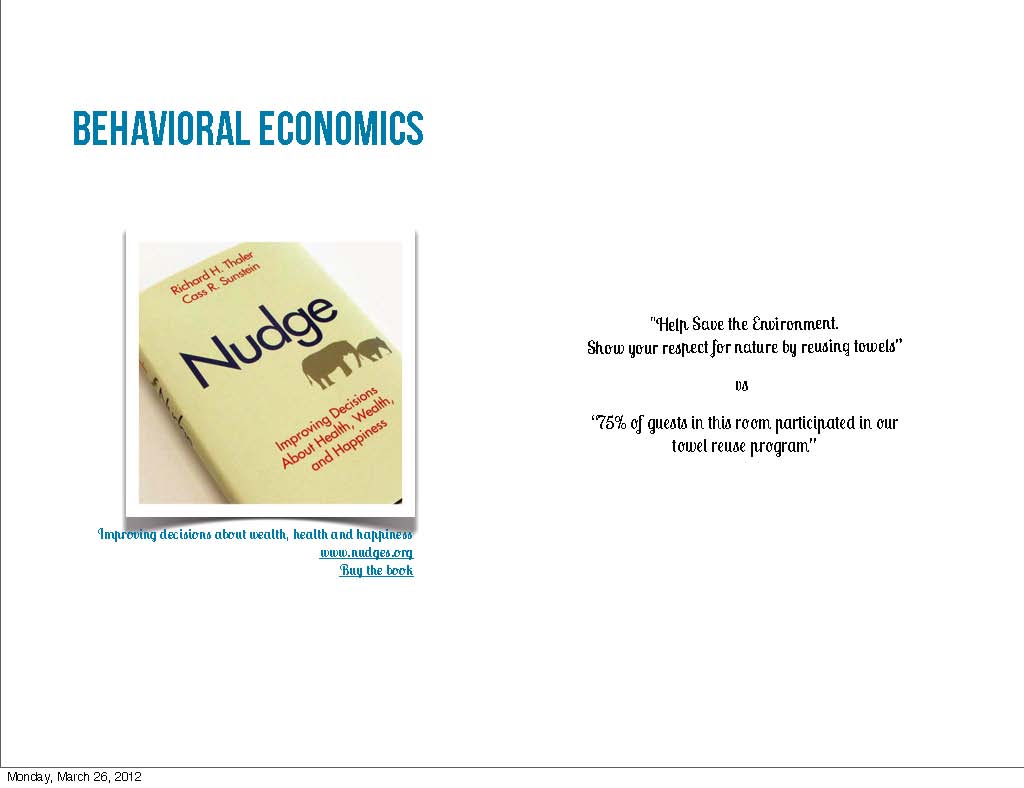 BEHAVIORAL ECONOMICS
Richard H. Thaler
Cass R. Sunstein
Nudge
Improving Decisions
About Health, Wealth,
and Happiness
Nudge
Improving decisions about wealth, health and happiness
www.nudges.org
Buy the book
"Help Save the Environment.
Show your respect for nature by reusing towels”
vs
“75% of guests in this room participated in our
towel reuse program”
Monday, March 26, 2012